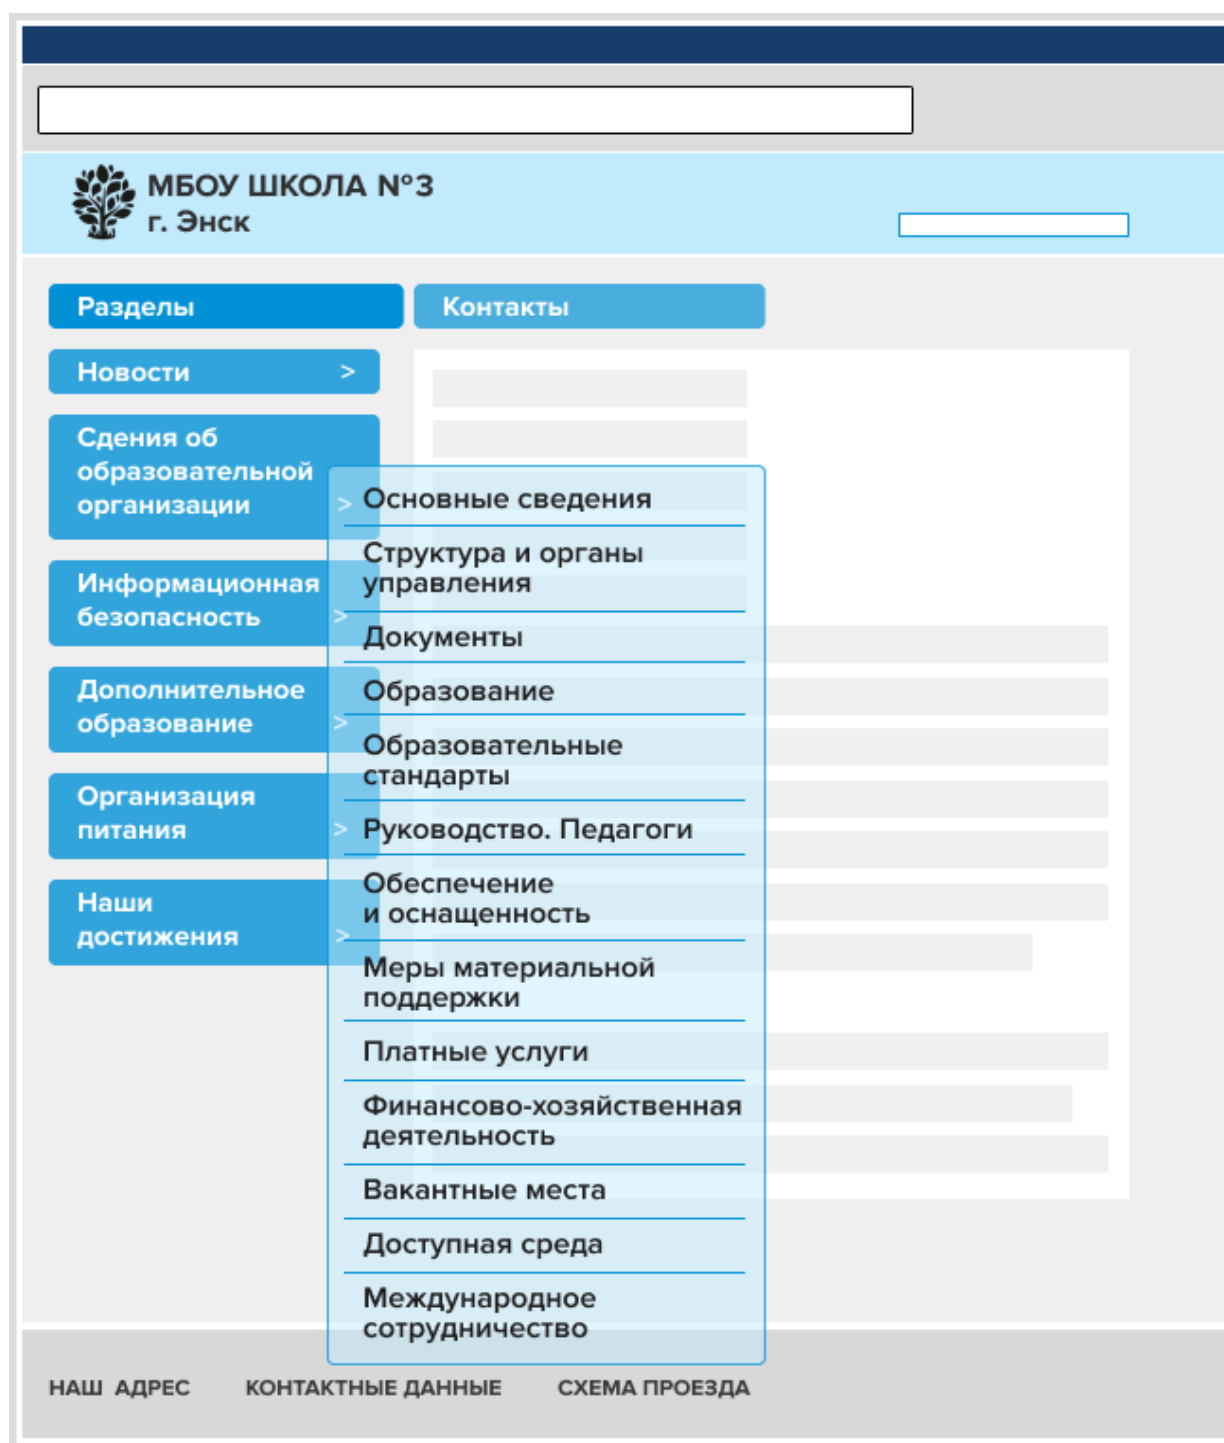 МБОУ ШКОЛА №3
г. Энск
Разделы
Контакты
Новости >
Сдения об
образовательной
организации >
Информационная
безопасность >
Дополнительное
образование >
Организация
питания >
Наши
достижения >
Основные сведения
Структура и органы
управления
Документы
Образование
Образовательные
стандарты
Руководство. Педагоги
Обеспечение
и оснащенность
Меры материальной
поддержки
Платные услуги
Финансово-хозяйственная
деятельность
Вакантные места
Доступная среда
Международное
сотрудничество
НАШ АДРЕС
КОНТАКТНЫЕ ДАННЫЕ
СХЕМА ПРОЕЗДА